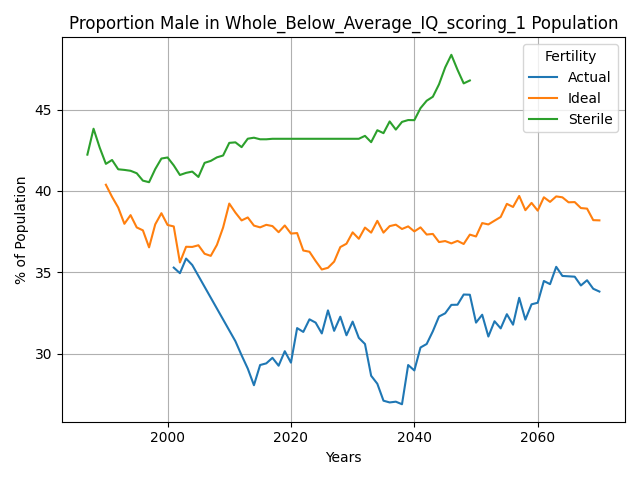 Proportion Male in Whole_Below_Average_IQ_scoring_1 Population
Fertility
Actual
Ideal
Sterile
% of Population
45
40
35
30
2000
2020
2040
2060
Years